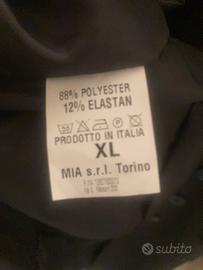 88% POLYESTER
12% ELASTAN
PRODOTTO IN ITALIA
XL
MIA s.r.l. Torino
subito